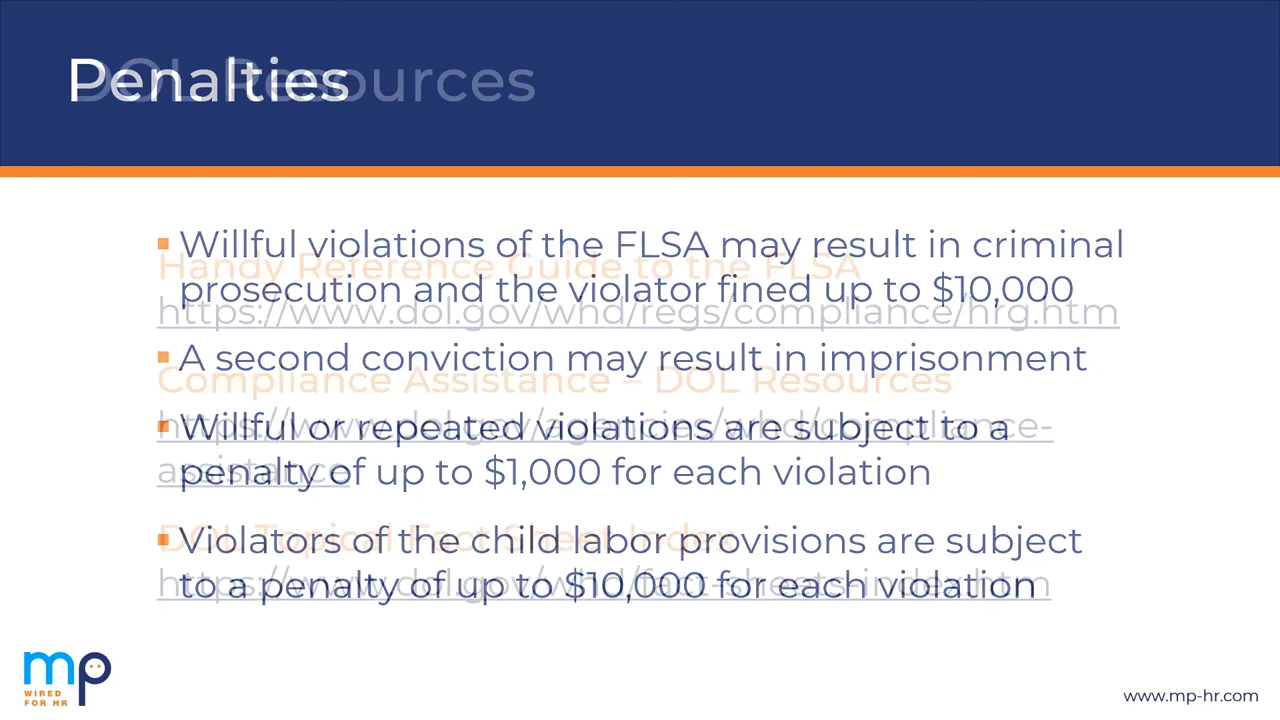 Penalties
DOL Resources
▪ Willful violations of the FLSA may result in criminal
prosecution and the violator fined up to $10,000
▪ A second conviction may result in imprisonment
▪ Willful or repeated violations are subject to a
penalty of up to $1,000 for each violation
▪ Violators of the child labor provisions are subject
to a penalty of up to $10,000 for each violation
Handy Reference Guide to the FLSA
https://www.dol.gov/whd/regs/compliance/hrg.htm
Compliance Assistance – DOL Resources
https://www.dol.gov/agencies/whd/compliance-
assistance
DOL Topical Fact Sheet Index
https://www.dol.gov/whd/fact-sheets-index.htm
mp
WIRED
FOR HR
www.mp-hr.com